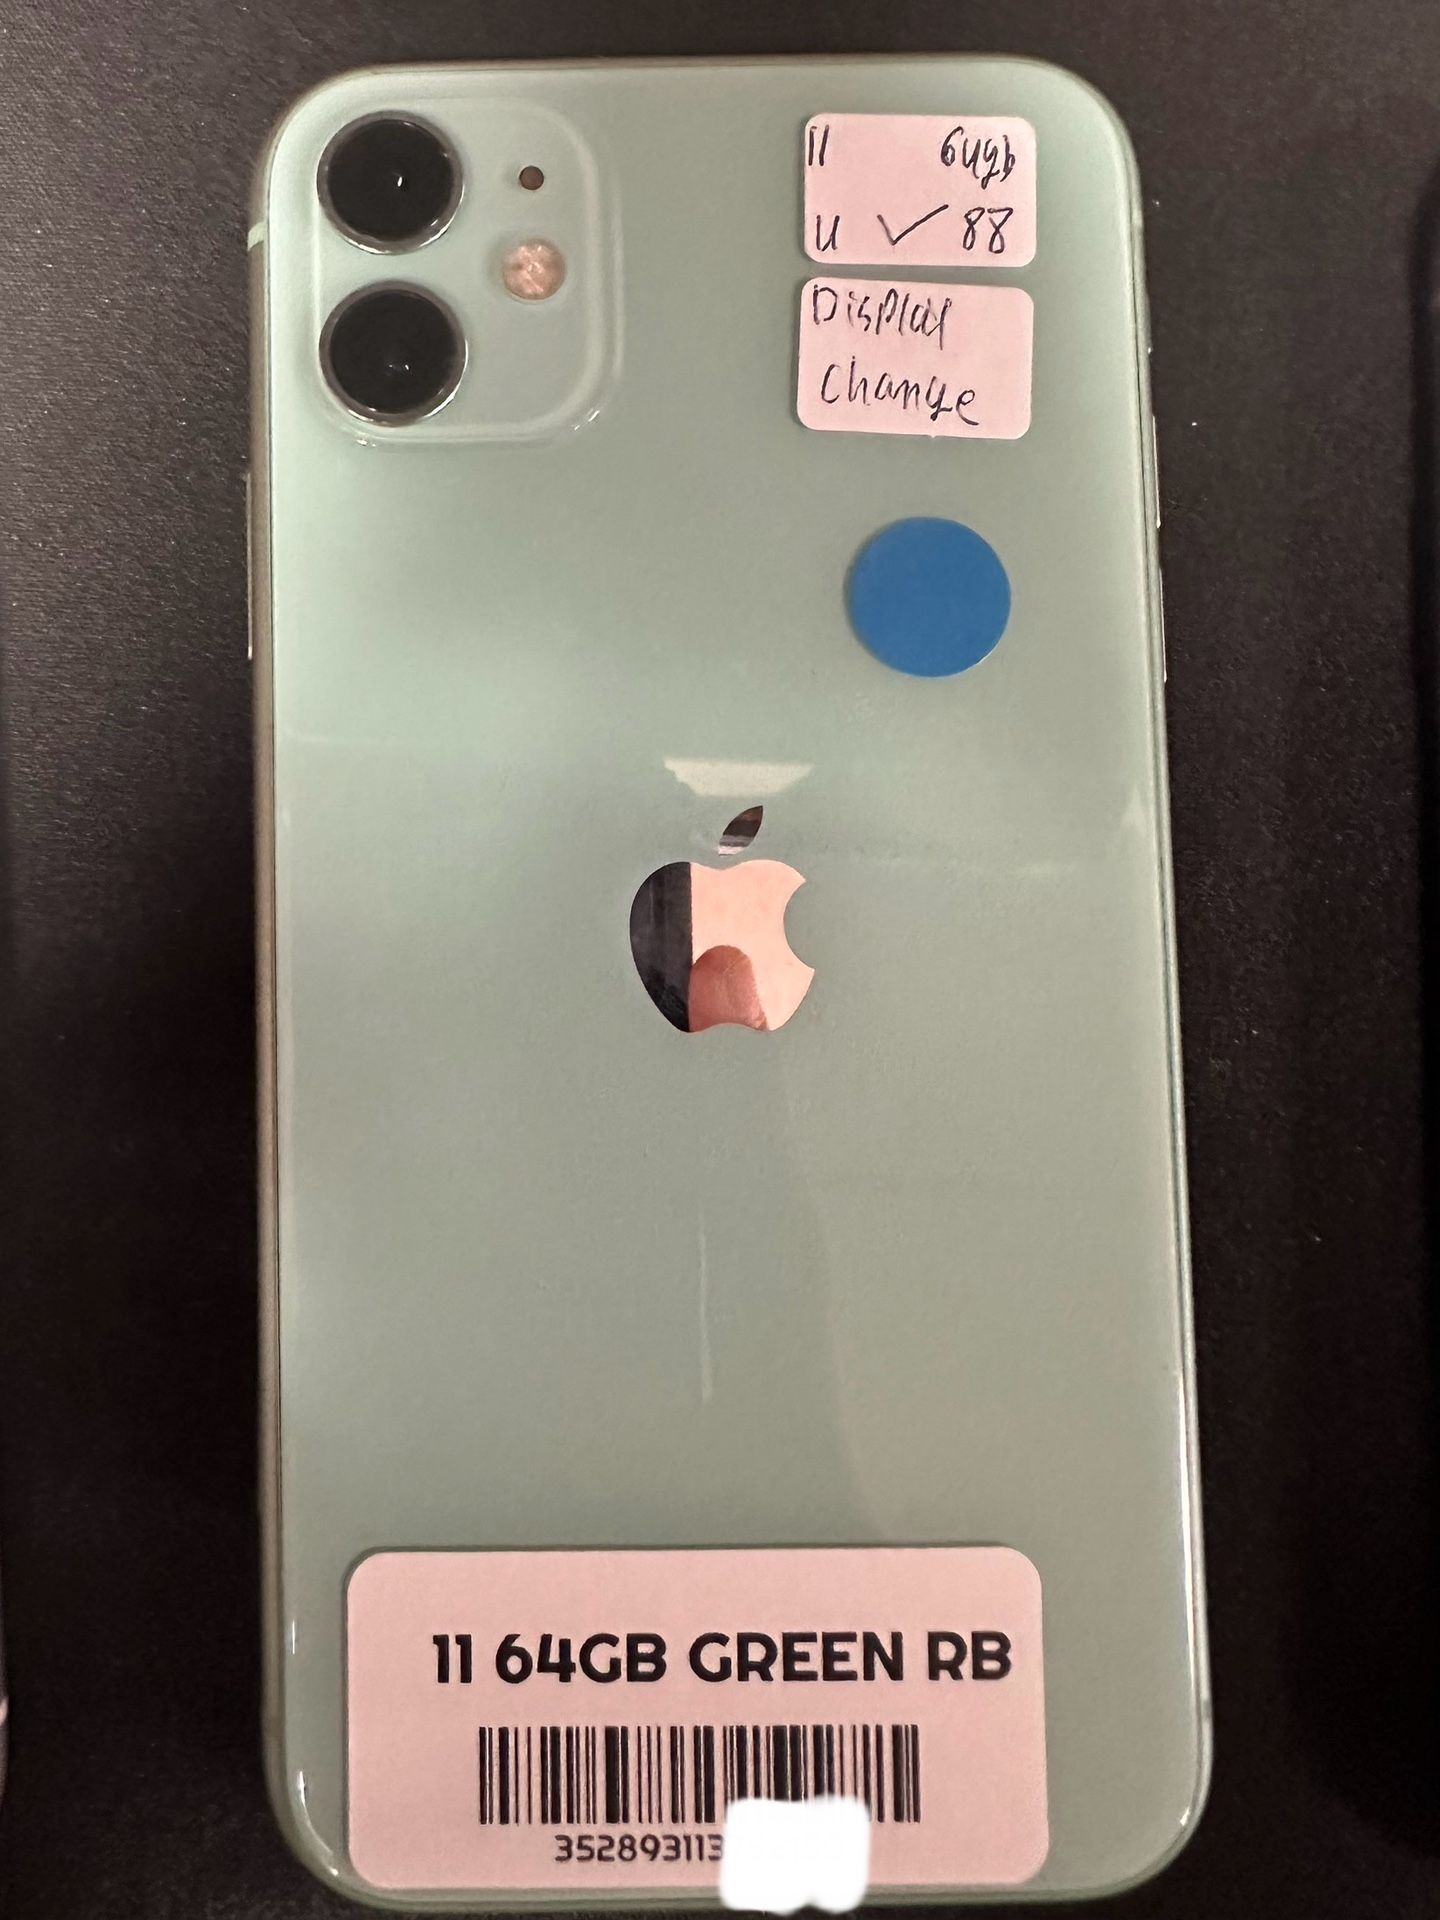 11 64gb
U ✓ 88
Display
change
11 64GB GREEN RB
352893113